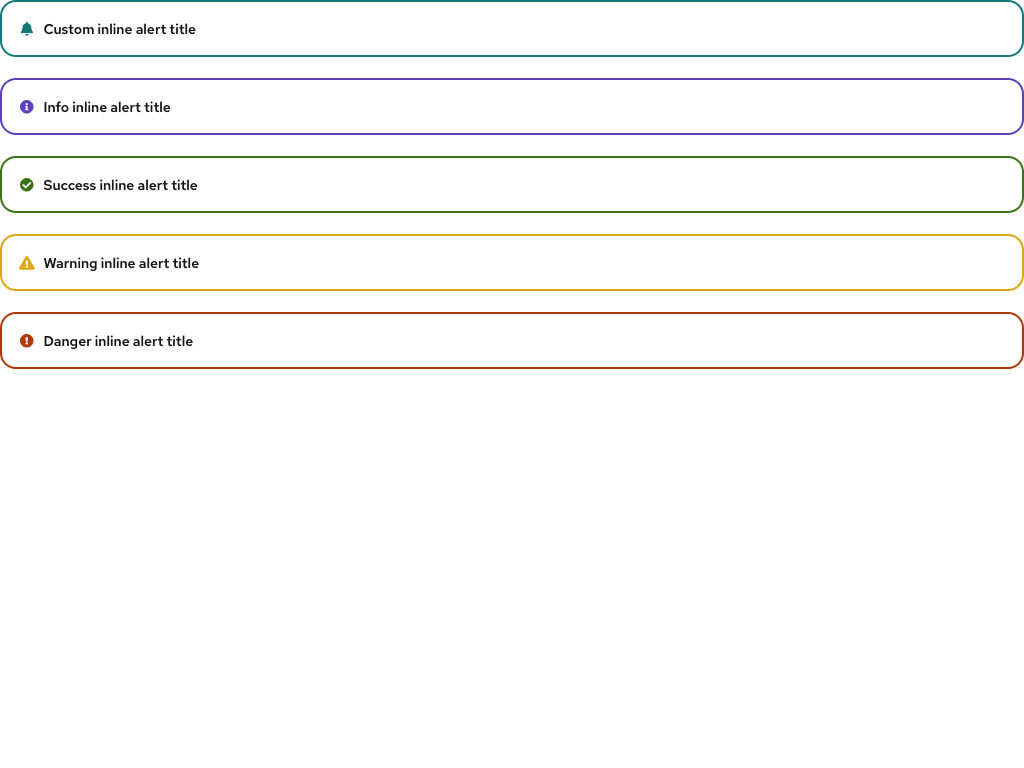 Custom inline alert title
Info inline alert title
Success inline alert title
Warning inline alert title
Danger inline alert title